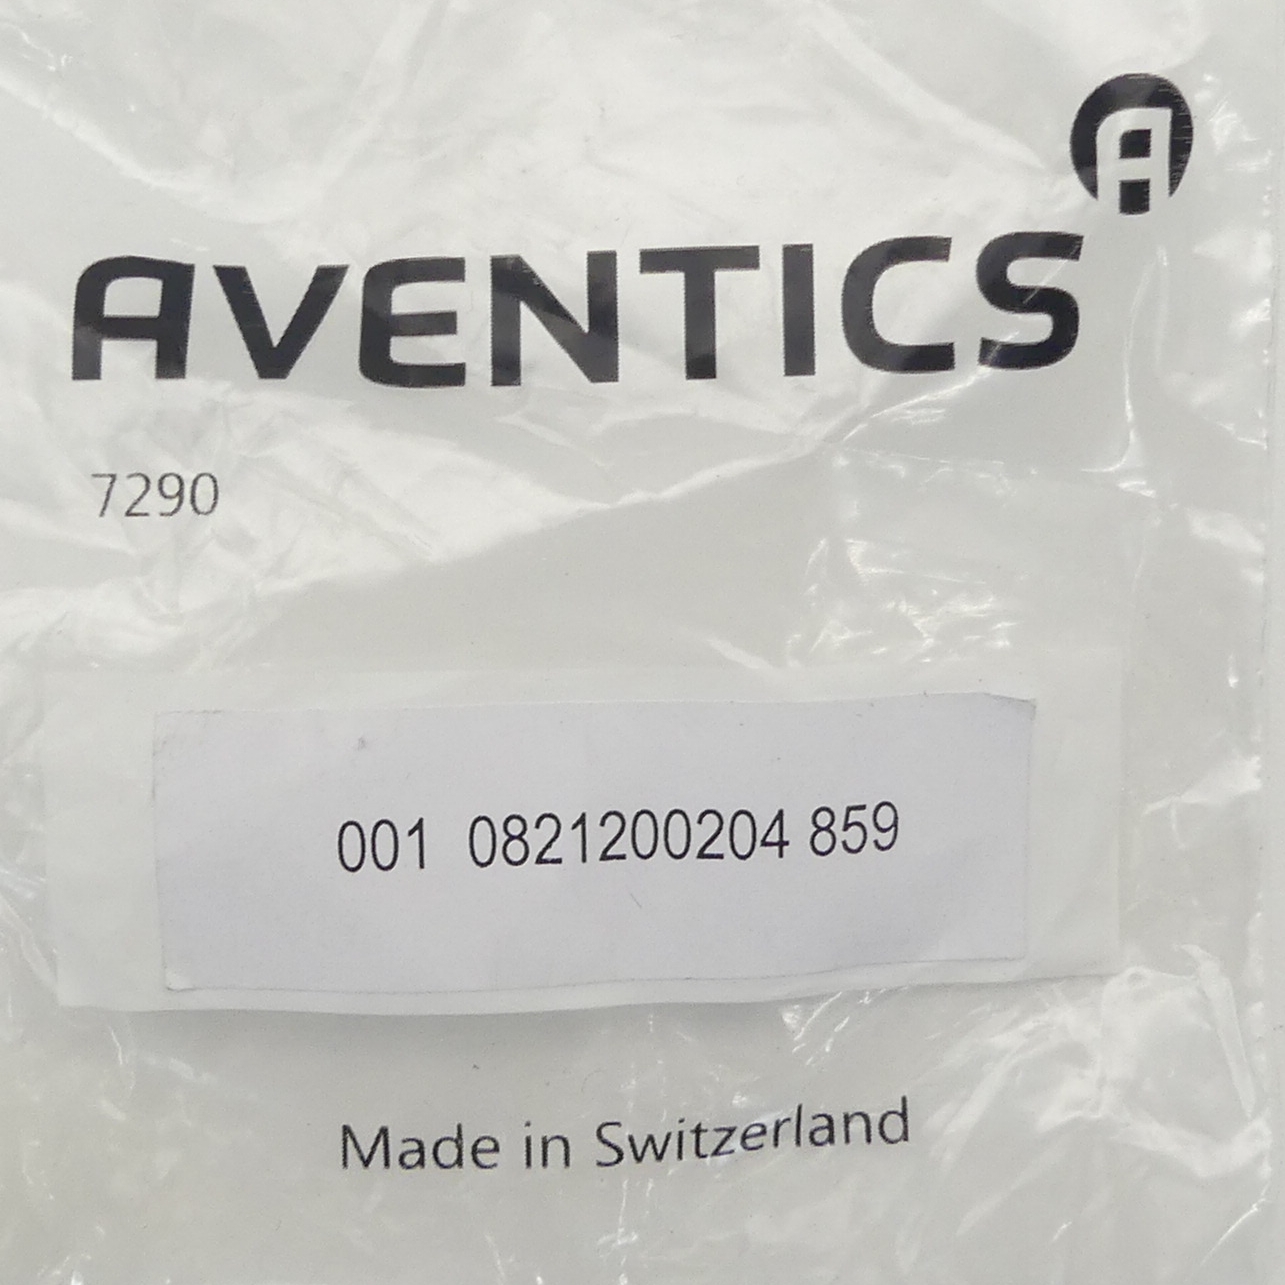 AVENTICS
7290
001 0821200204 859
Made in Switzerland